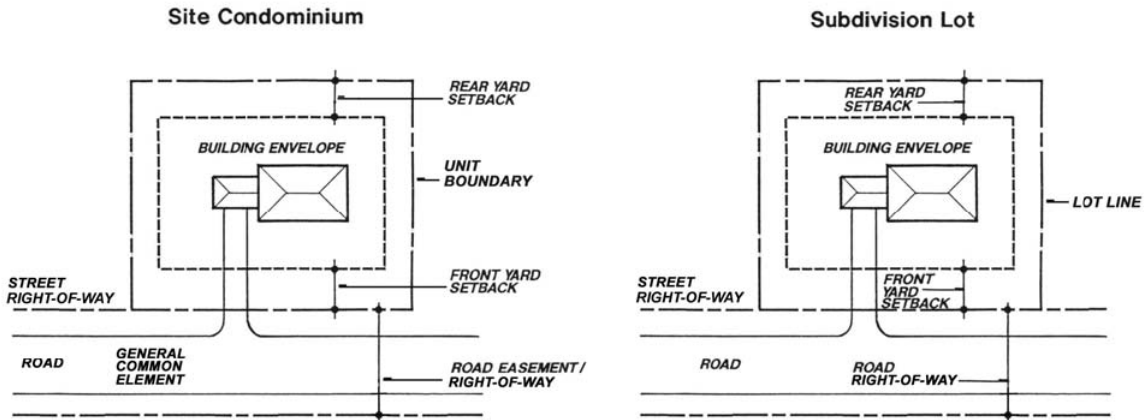 Site Condominium
REAR YARD
SETBACK
BUILDING ENVELOPE
UNIT
BOUNDARY
FRONT YARD
SETBACK
STREET
RIGHT-OF-WAY
ROAD
GENERAL
COMMON
ELEMENT
ROAD EASEMENT /
RIGHT-OF-WAY
Subdivision Lot
REAR YARD
SETBACK
BUILDING ENVELOPE
LOT LINE
FRONT
YARD
SETBACK
STREET
RIGHT-OF-WAY
ROAD
ROAD
RIGHT-OF-WAY